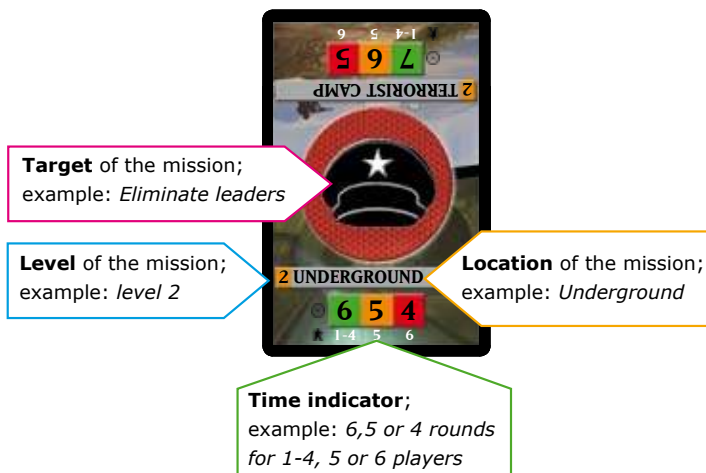 2 TERRORIST CAMP
7 6 5
1-4 5 6
Target of the mission;
example: Eliminate leaders
Level of the mission;
example: level 2
2 UNDERGROUND
6 5 4
1-4 5 6
Location of the mission;
example: Underground
Time indicator;
example: 6,5 or 4 rounds
for 1-4, 5 or 6 players